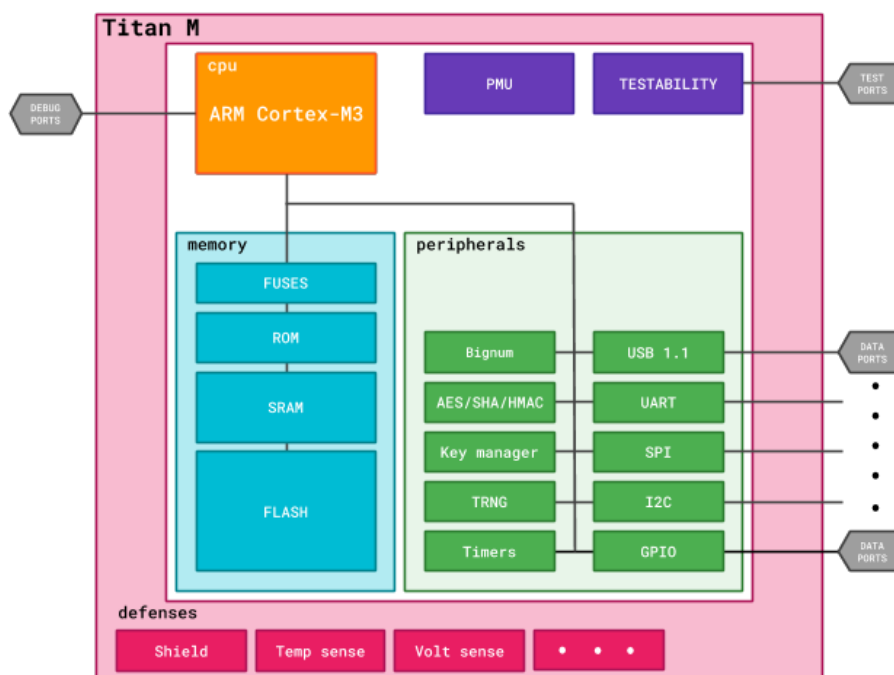 Titan M
cpu
ARM Cortex-M3
PMU
TESTABILITY
TEST
PORTS
DEBUG
PORTS
memory
FUSES
ROM
SRAM
FLASH
peripherals
Bignum
USB 1.1
AES/SHA/HMAC
UART
Key manager
SPI
TRNG
I2C
Timers
GPIO
DATA
PORTS
DATA
PORTS
defenses
Shield
Temp sense
Volt sense
• • •